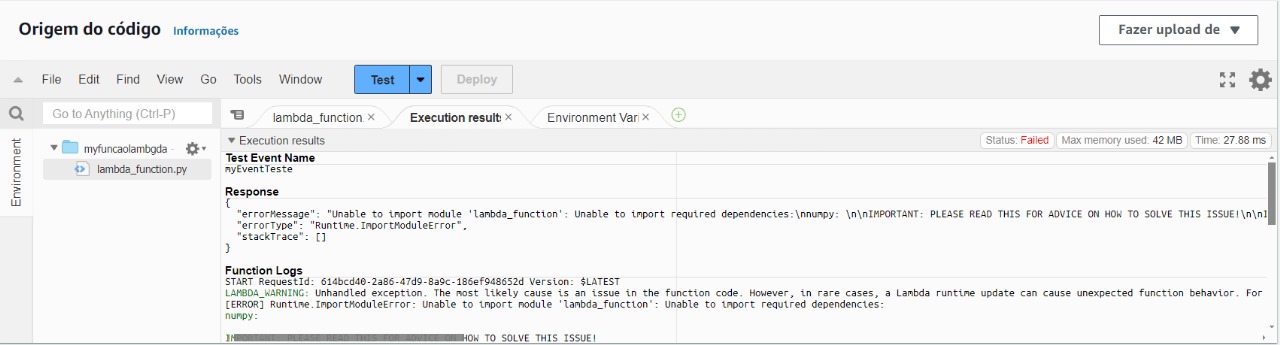 Origem do código Informações Fazer upload de
File Edit Find View Go Tools Window Test Deploy
Go to Anything (Ctrl-P) lambda_function. Execution results Environment Vari
Environment
myfuncaolambgda -
lambda_function.py
Execution results Status: Failed Max memory used: 42 MB Time: 27.88 ms
Test Event Name
myEventTeste
Response
{
"errorMessage": "Unable to import module 'lambda_function': Unable to import required dependencies:\nnumpy: \n\nIMPORTANT: PLEASE READ THIS FOR ADVICE ON HOW TO SOLVE THIS ISSUE!\n\nI
"errorType": "Runtime.ImportModuleError",
"stackTrace": []
}
Function Logs
START RequestId: 614bcd40-2a86-47d9-8a9c-186ef948652d Version: $LATEST
LAMBDA_WARNING: Unhandled exception. The most likely cause is an issue in the function code. However, in rare cases, a Lambda runtime update can cause unexpected function behavior. For
[ERROR] Runtime.ImportModuleError: Unable to import module 'lambda_function': Unable to import required dependencies:
numpy:
HOW TO SOLVE THIS ISSUE!